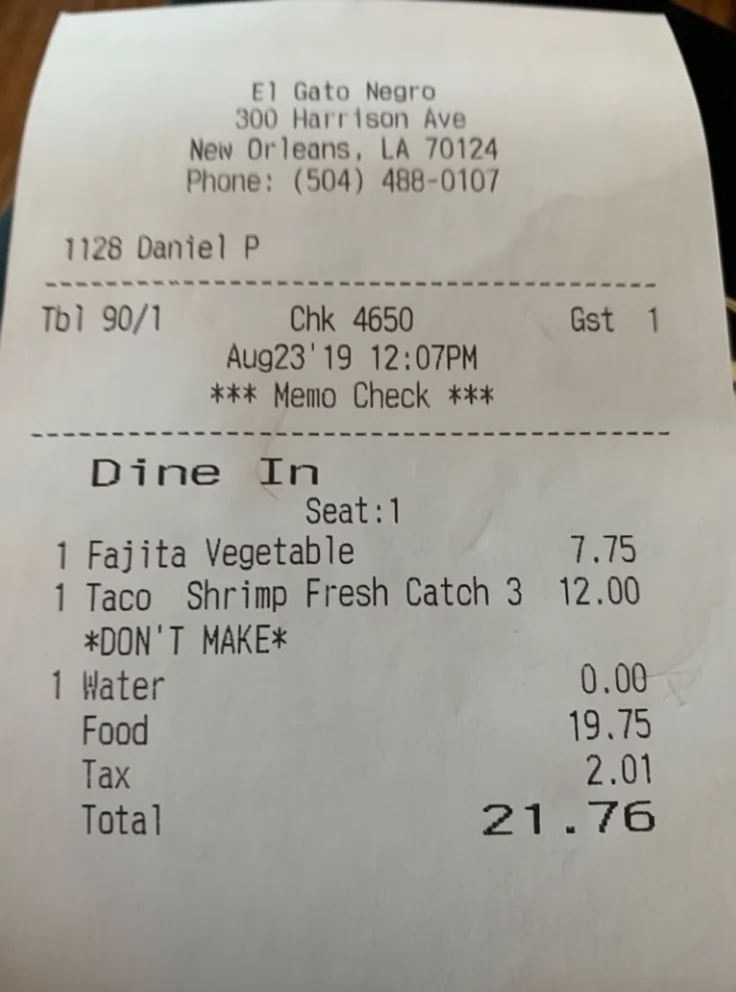 El Gato Negro
300 Harrison Ave
New Orleans, LA 70124
Phone: (504) 488-0107
1128 Daniel P
Tbl 90/1 Chk 4650 Gst 1
Aug23'19 12:07PM
*** Memo Check ***
Dine In
Seat:1
1 Fajita Vegetable 7.75
1 Taco Shrimp Fresh Catch 3 12.00
*DON'T MAKE*
1 Water 0.00
Food 19.75
Tax 2.01
Total 21.76